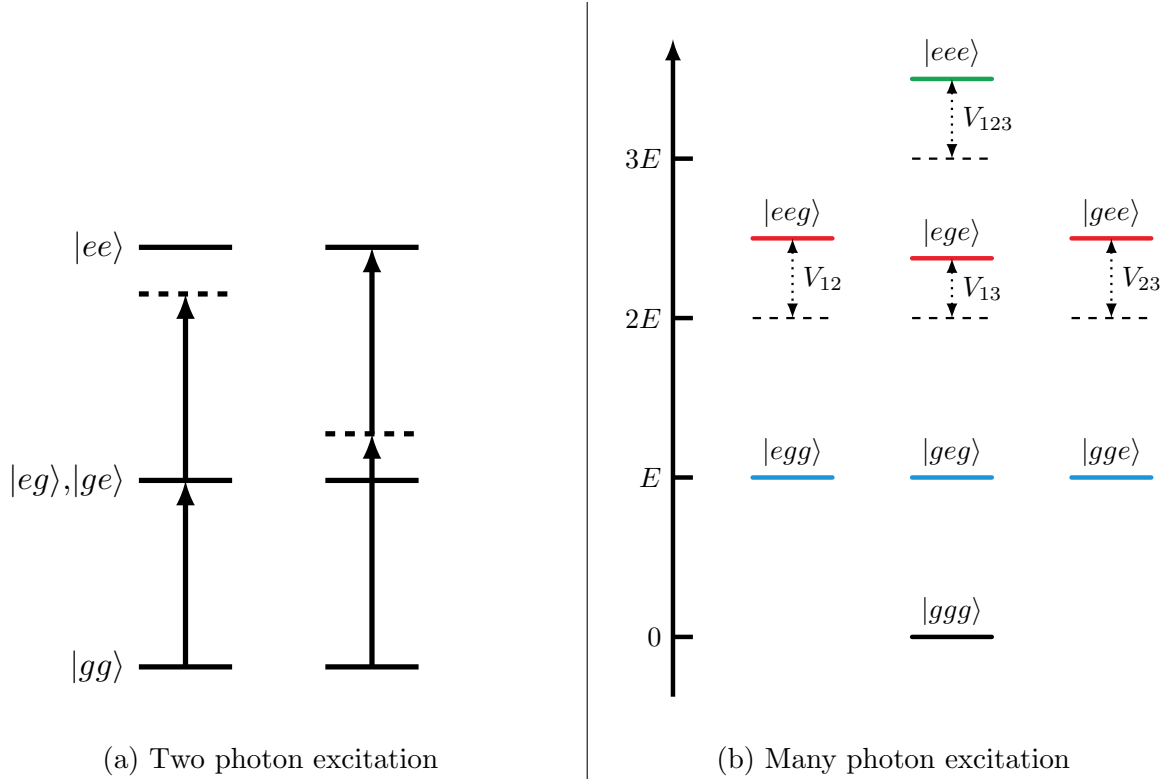 |ee⟩
|eg⟩,|ge⟩
|gg⟩
(a) Two photon excitation
|eee⟩
V₁₂₃
3E
|eeg⟩
|ege⟩
|gee⟩
V₁₂
V₁₃
V₂₃
2E
|egg⟩
|geg⟩
|gge⟩
E
|ggg⟩
0
(b) Many photon excitation